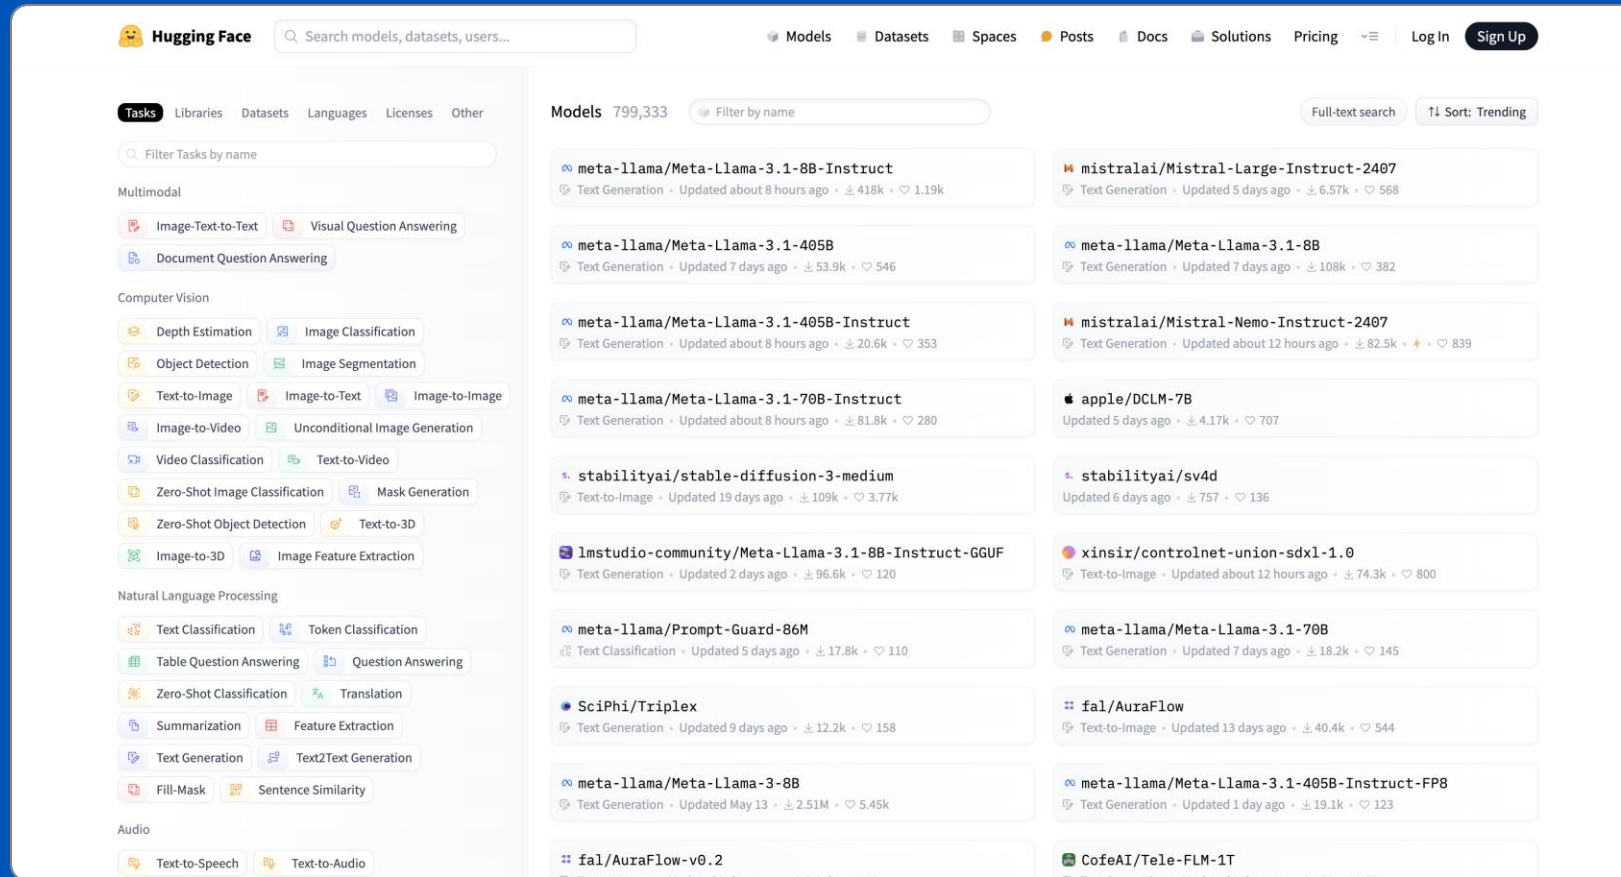 Hugging Face
Search models, datasets, users...
Models
Datasets
Spaces
Posts
Docs
Solutions
Pricing
Log In
Sign Up
Tasks Libraries Datasets Languages Licenses Other
Filter Tasks by name
Multimodal
Image-Text-to-Text Visual Question Answering
Document Question Answering
Computer Vision
Depth Estimation Image Classification
Object Detection Image Segmentation
Text-to-Image Image-to-Text Image-to-Image
Image-to-Video Unconditional Image Generation
Video Classification Text-to-Video
Zero-Shot Image Classification Mask Generation
Zero-Shot Object Detection Text-to-3D
Image-to-3D Image Feature Extraction
Natural Language Processing
Text Classification Token Classification
Table Question Answering Question Answering
Zero-Shot Classification Translation
Summarization Feature Extraction
Text Generation Text2Text Generation
Fill-Mask Sentence Similarity
Audio
Text-to-Speech Text-to-Audio
Models 799,333 Filter by name Full-text search Sort: Trending
meta-llama/Meta-Llama-3.1-8B-Instruct
Text Generation • Updated about 8 hours ago • 418k • 1.19k
mistralai/Mistral-Large-Instruct-2407
Text Generation • Updated 5 days ago • 6.57k • 568
meta-llama/Meta-Llama-3.1-405B
Text Generation • Updated 7 days ago • 53.9k • 546
meta-llama/Meta-Llama-3.1-8B
Text Generation • Updated 7 days ago • 108k • 382
meta-llama/Meta-Llama-3.1-405B-Instruct
Text Generation • Updated about 8 hours ago • 20.6k • 353
mistralai/Mistral-Nemo-Instruct-2407
Text Generation • Updated about 12 hours ago • 82.5k • 839
meta-llama/Meta-Llama-3.1-70B-Instruct
Text Generation • Updated about 8 hours ago • 81.8k • 280
apple/DCLM-7B
Updated 5 days ago • 4.17k • 707
stabilityai/stable-diffusion-3-medium
Text-to-Image • Updated 19 days ago • 109k • 3.77k
stabilityai/sv4d
Updated 6 days ago • 757 • 136
lmstudio-community/Meta-Llama-3.1-8B-Instruct-GGUF
Text Generation • Updated 2 days ago • 96.6k • 120
xinsir/controlnet-union-sdxl-1.0
Text-to-Image • Updated about 12 hours ago • 74.3k • 800
meta-llama/Prompt-Guard-86M
Text Classification • Updated 5 days ago • 17.8k • 110
meta-llama/Meta-Llama-3.1-70B
Text Generation • Updated 7 days ago • 18.2k • 145
SciPhi/Triplex
Text Generation • Updated 9 days ago • 12.2k • 158
fal/AuraFlow
Text-to-Image • Updated 13 days ago • 40.4k • 544
meta-llama/Meta-Llama-3-8B
Text Generation • Updated May 13 • 2.51M • 5.45k
meta-llama/Meta-Llama-3.1-405B-Instruct-FP8
Text Generation • Updated 1 day ago • 19.1k • 123
fal/AuraFlow-v0.2
CofeAI/Tele-FLM-1T